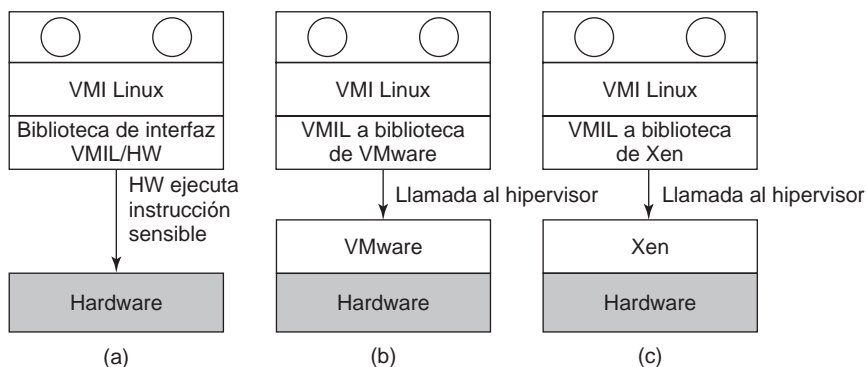 VMI Linux
Biblioteca de interfaz
VMIL/HW
HW ejecuta
instrucción
sensible
Hardware
(a)
VMI Linux
VMIL a biblioteca
de VMware
Llamada al hipervisor
VMware
Hardware
(b)
VMI Linux
VMIL a biblioteca
de Xen
Llamada al hipervisor
Xen
Hardware
(c)